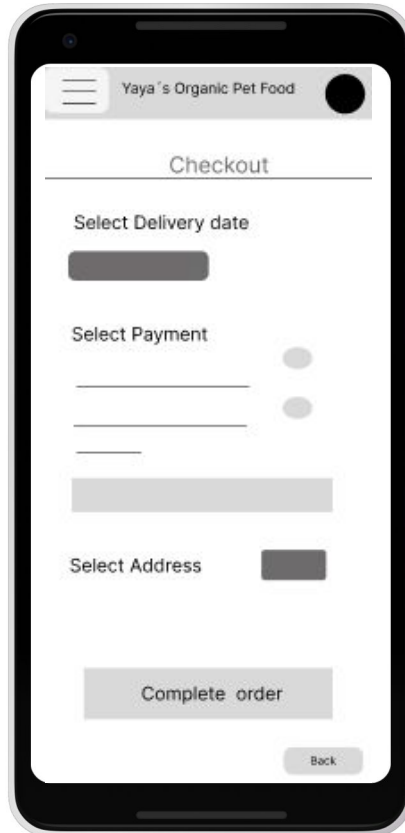 Yaya´s Organic Pet Food
Checkout
Select Delivery date
Select Payment
Select Address
Complete order
Back